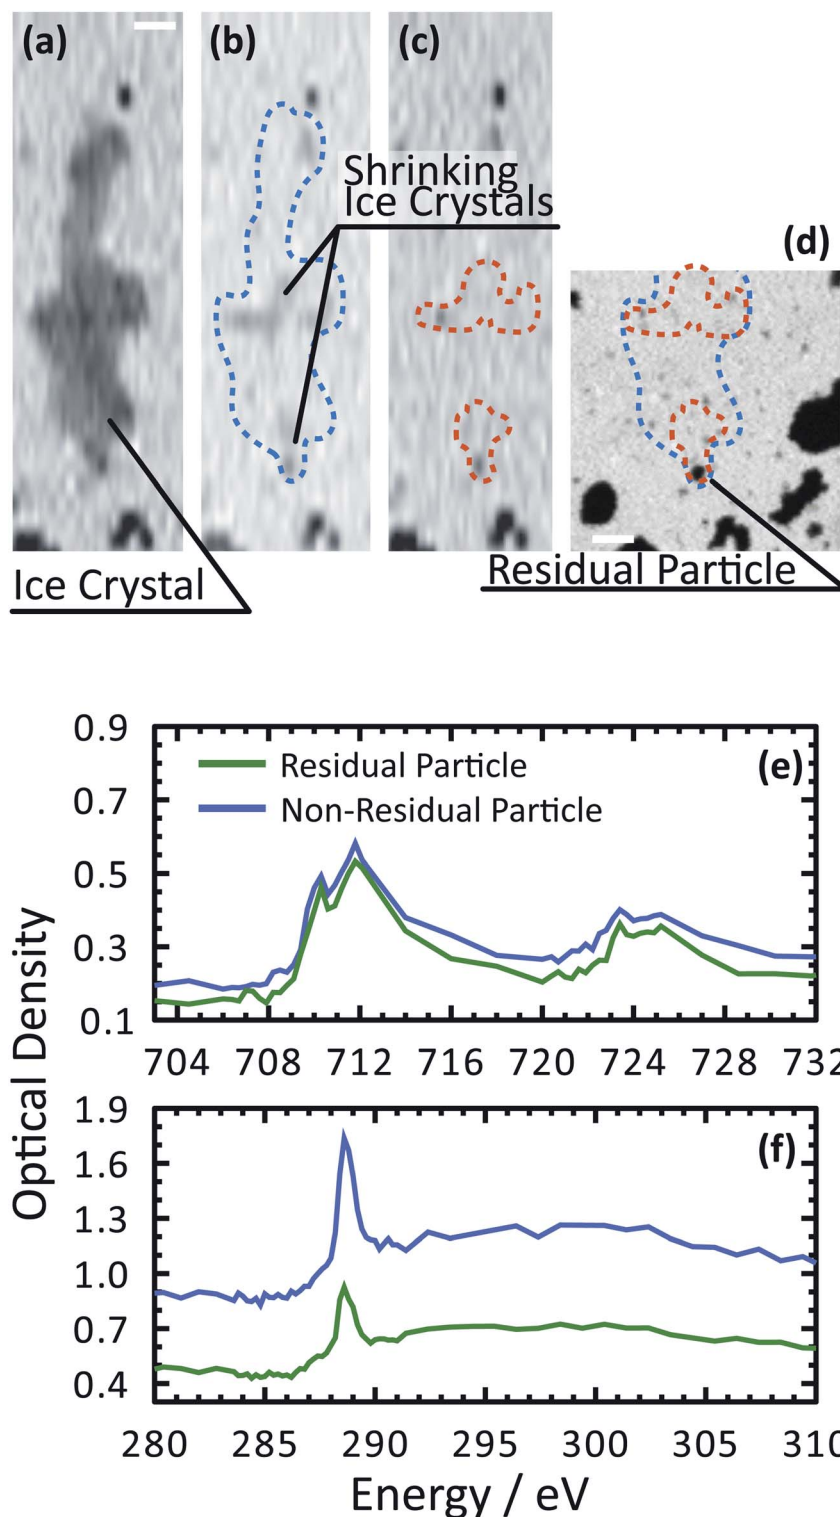 (a)
(b)
(c)
Shrinking
Ice Crystals
(d)
Ice Crystal
Residual Particle
0.9
0.7
0.5
0.3
0.1
Residual Particle
Non-Residual Particle
(e)
704 708 712 716 720 724 728 732
Optical Density
1.9
1.6
1.3
1.0
0.7
0.4
(f)
280 285 290 295 300 305 310
Energy / eV